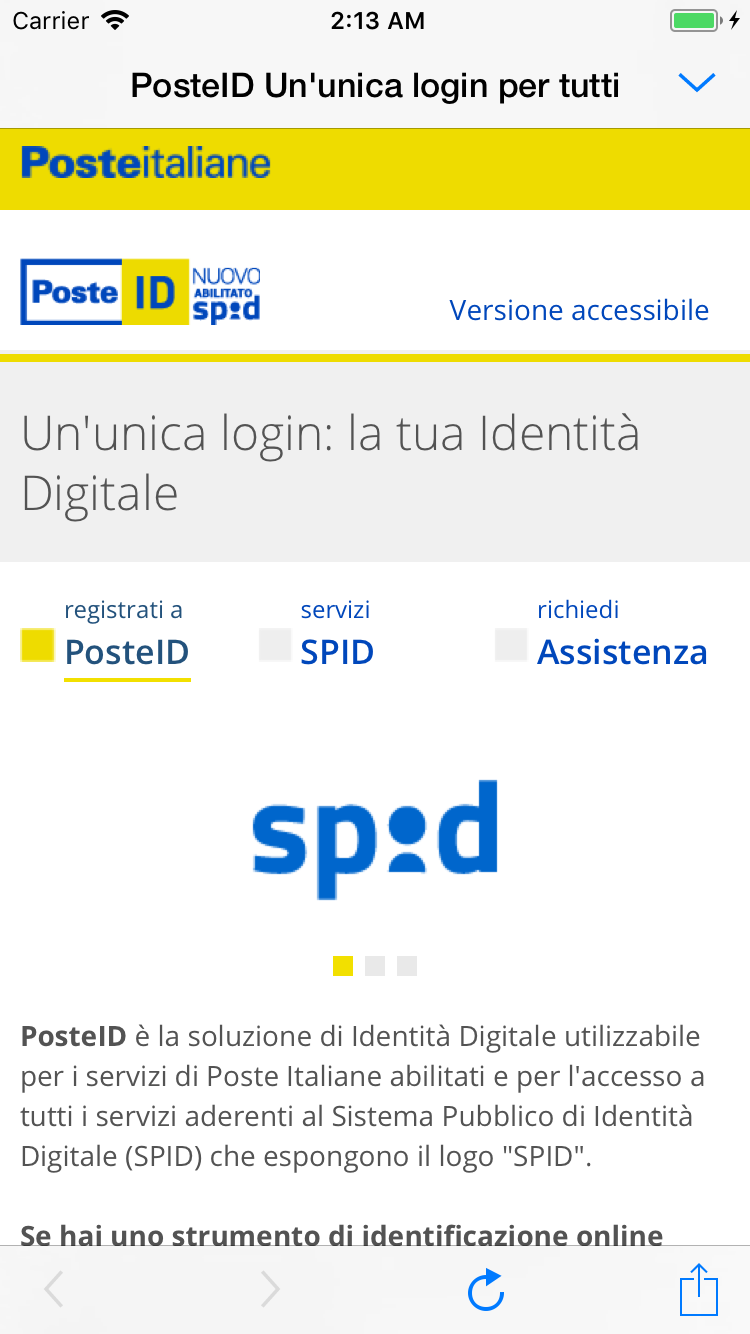 Carrier 2:13 AM
PosteID Un'unica login per tutti
Posteitaliane
Poste ID NUOVO
ABILITATO
spid
Versione accessibile
Un'unica login: la tua Identità
Digitale
registrati a
PosteID
servizi
SPID
richiedi
Assistenza
spid
PosteID è la soluzione di Identità Digitale utilizzabile
per i servizi di Poste Italiane abilitati e per l'accesso a
tutti i servizi aderenti al Sistema Pubblico di Identità
Digitale (SPID) che espongono il logo "SPID".
Se hai uno strumento di identificazione online